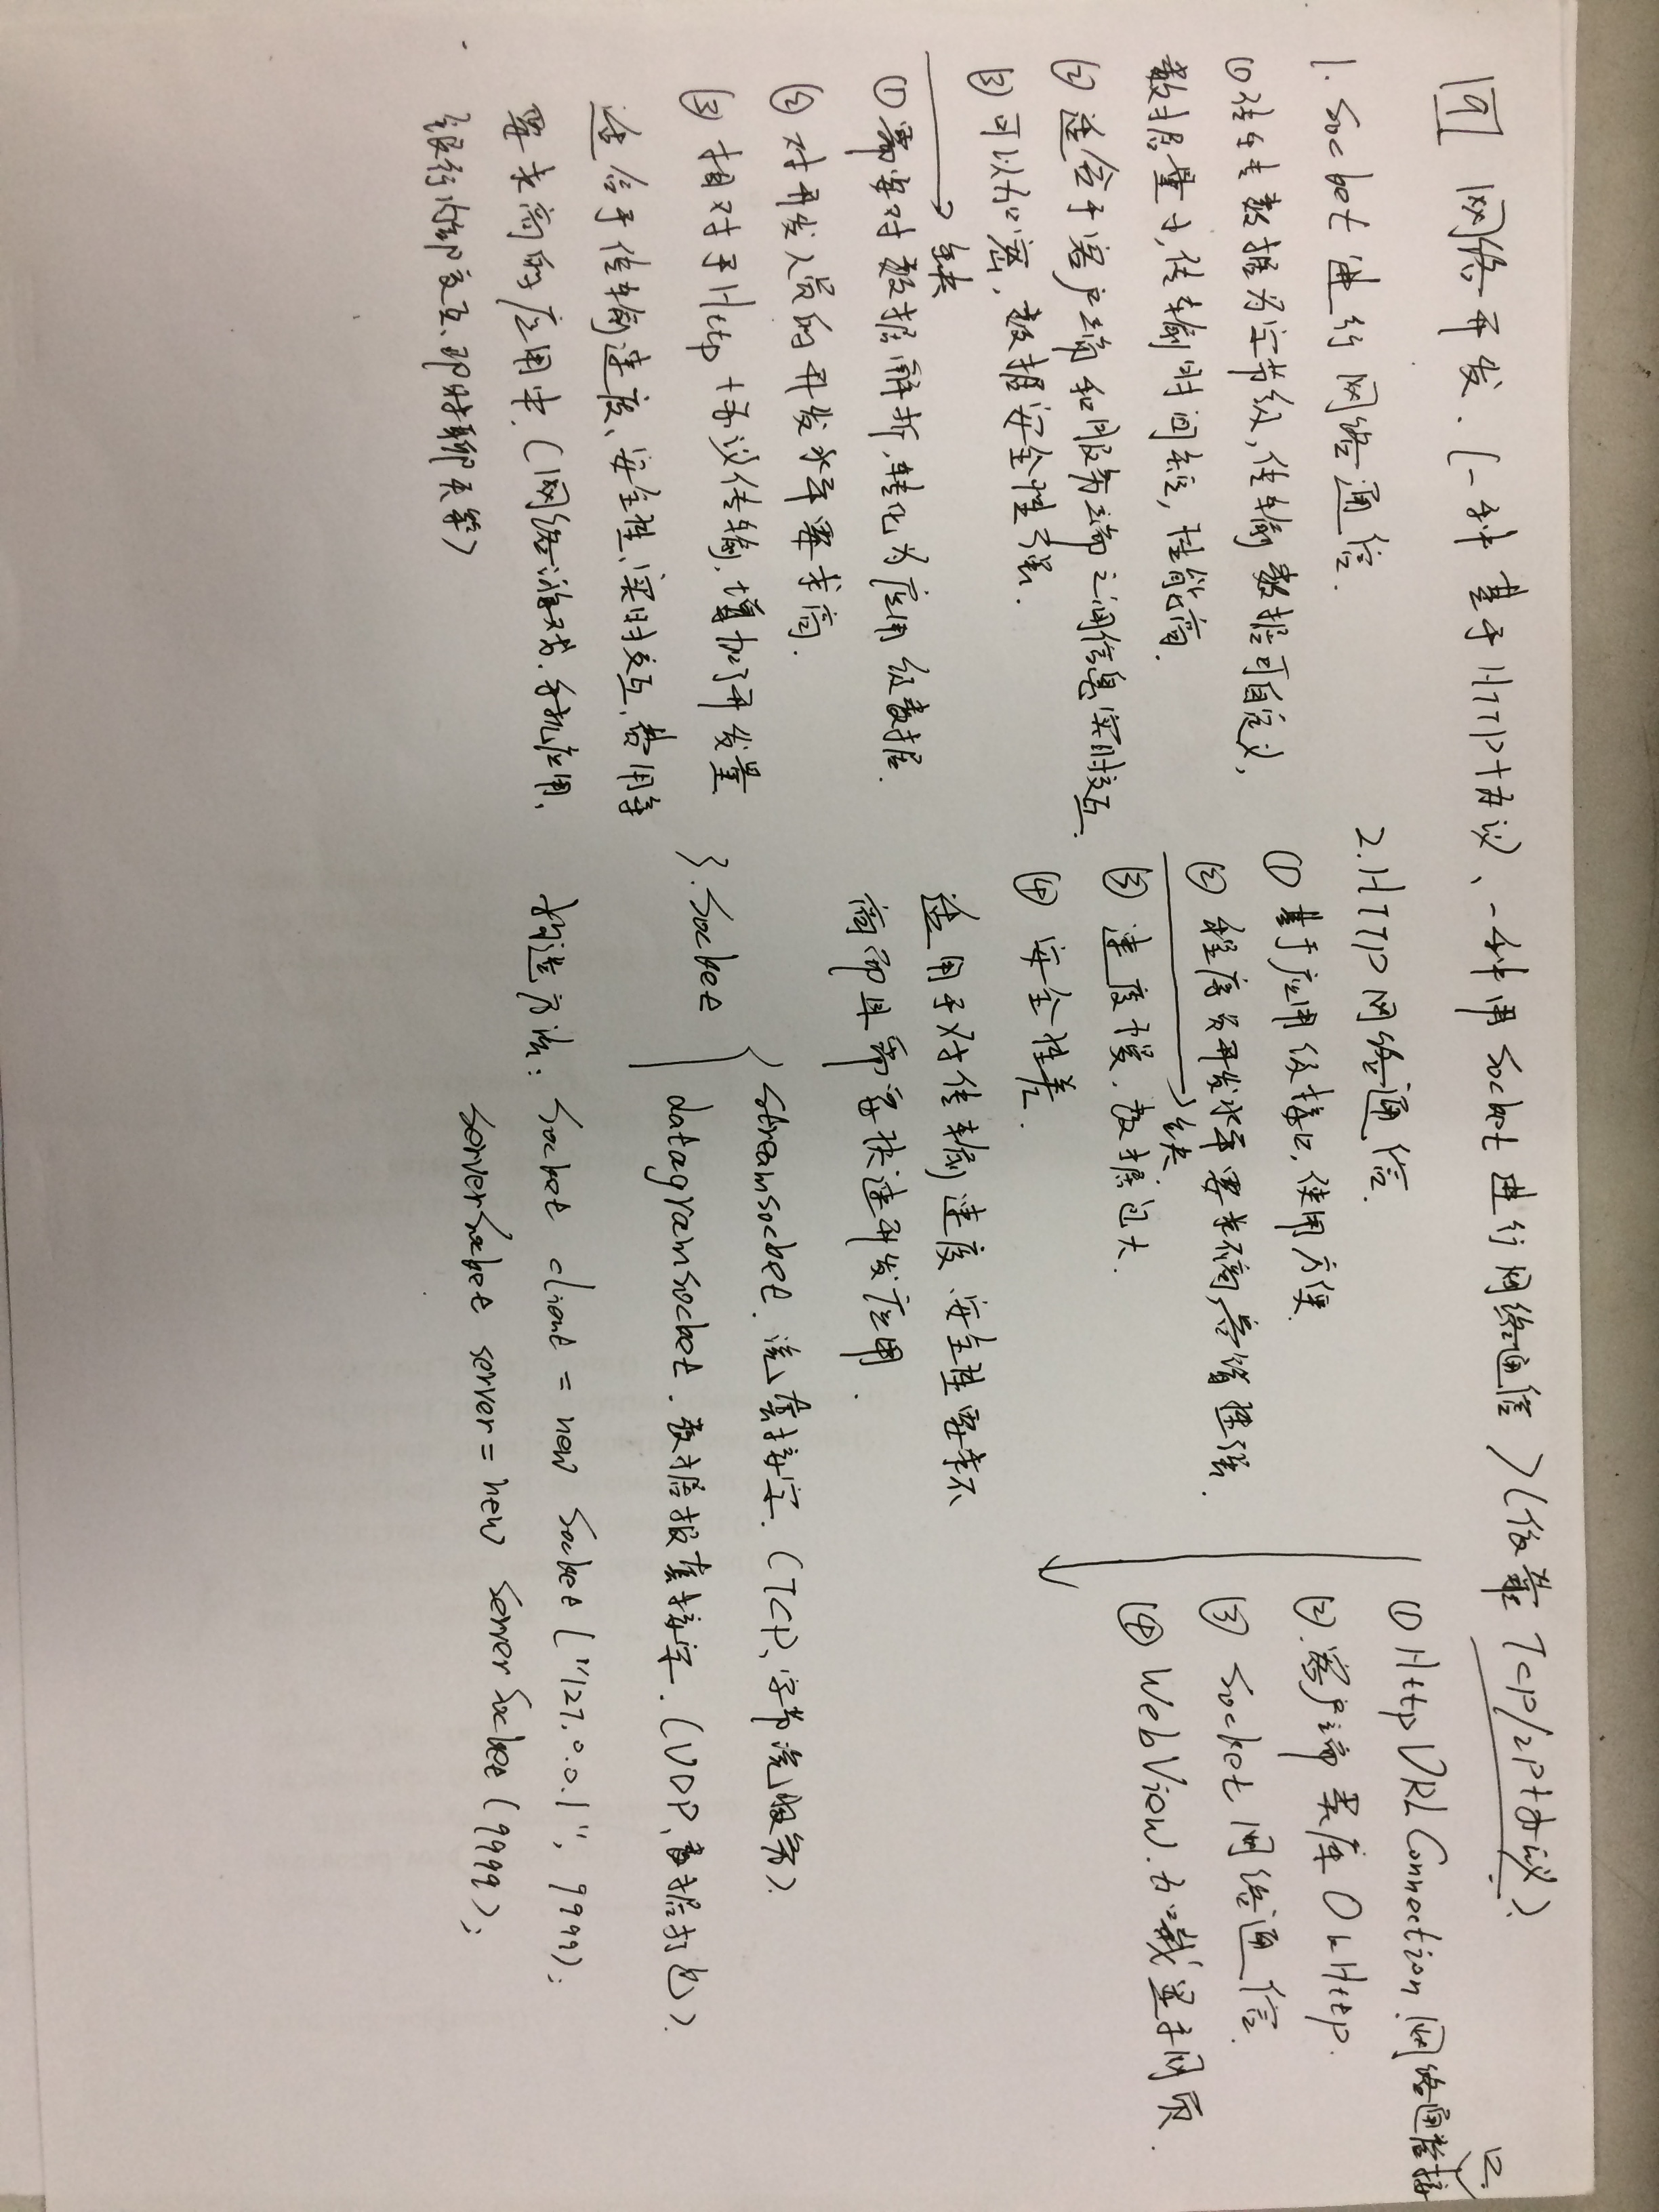 9 网络开发.(一种基于HTTP协议、一种用Socket进行网络通信)(依靠Tcp/IP协议).
1. Socket进行网络通信.
①传输数据为字节级,传输数据可自定义,
数据量小,传输时间短,性能高.
②适合于客户端和服务端之间信息实时交互.
③可以加密,数据安全性强.
→缺
①需要对数据解析,转化为应用级数据.
②对开发人员的开发水平要求高.
③相对于Http协议传输,增加了开发量
适合于传输速度、安全性、实时交互、费用等
要求高的应用中.(网络游戏、手机应用、
银行内部交互、即时聊天等)
2. HTTP网络通信.
①基于应用级接口,使用方便.
②程序员开发水平要求不高,容错性强.
→缺.
③速度慢,数据包大.
④安全性差.
适用于对传输速度、安全性要求不
高而且需要快速开发应用.
3. Socket
streamsocket.流套接字.(TCP、字节流服务).
datagramsocket.数据报套接字.(UDP、数据打包).
构造方法: Socket client = new Socket("127.0.0.1", 9999);
ServerSocket server = new ServerSocket(9999);
①HttpURLConnection网络通信接口.
②.客户端类库OkHttp.
③Socket网络通信.
④WebView.加载显示网页.